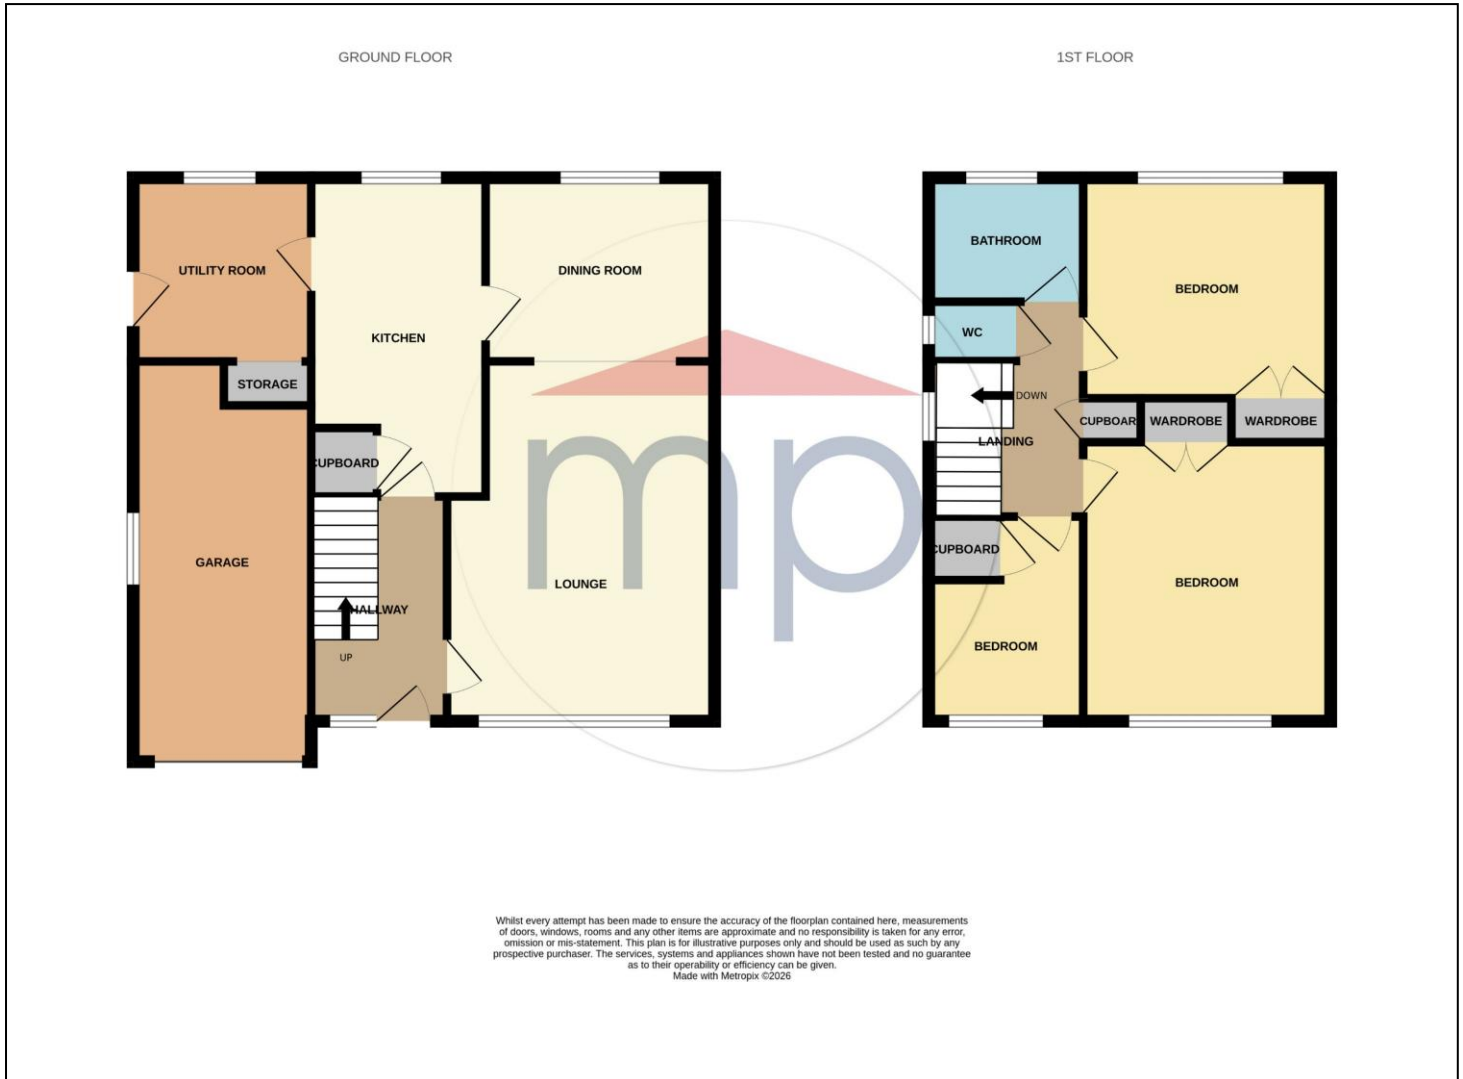 GROUND FLOOR
1ST FLOOR
UTILITY ROOM
KITCHEN
DINING ROOM
STORAGE
CUPBOARD
GARAGE
LOUNGE
HALLWAY
UP
BATHROOM
BEDROOM
WC
DOWN
CUPBOAR
WARDROBE
WARDROBE
LANDING
CUPBOARD
BEDROOM
BEDROOM
mp
Whilst every attempt has been made to ensure the accuracy of the floorplan contained here, measurements
of doors, windows, rooms and any other items are approximate and no responsibility is taken for any error,
omission or mis-statement. This plan is for illustrative purposes only and should be used as such by any
prospective purchaser. The services, systems and appliances shown have not been tested and no guarantee
as to their operability or efficiency can be given.
Made with Metropix ©2026